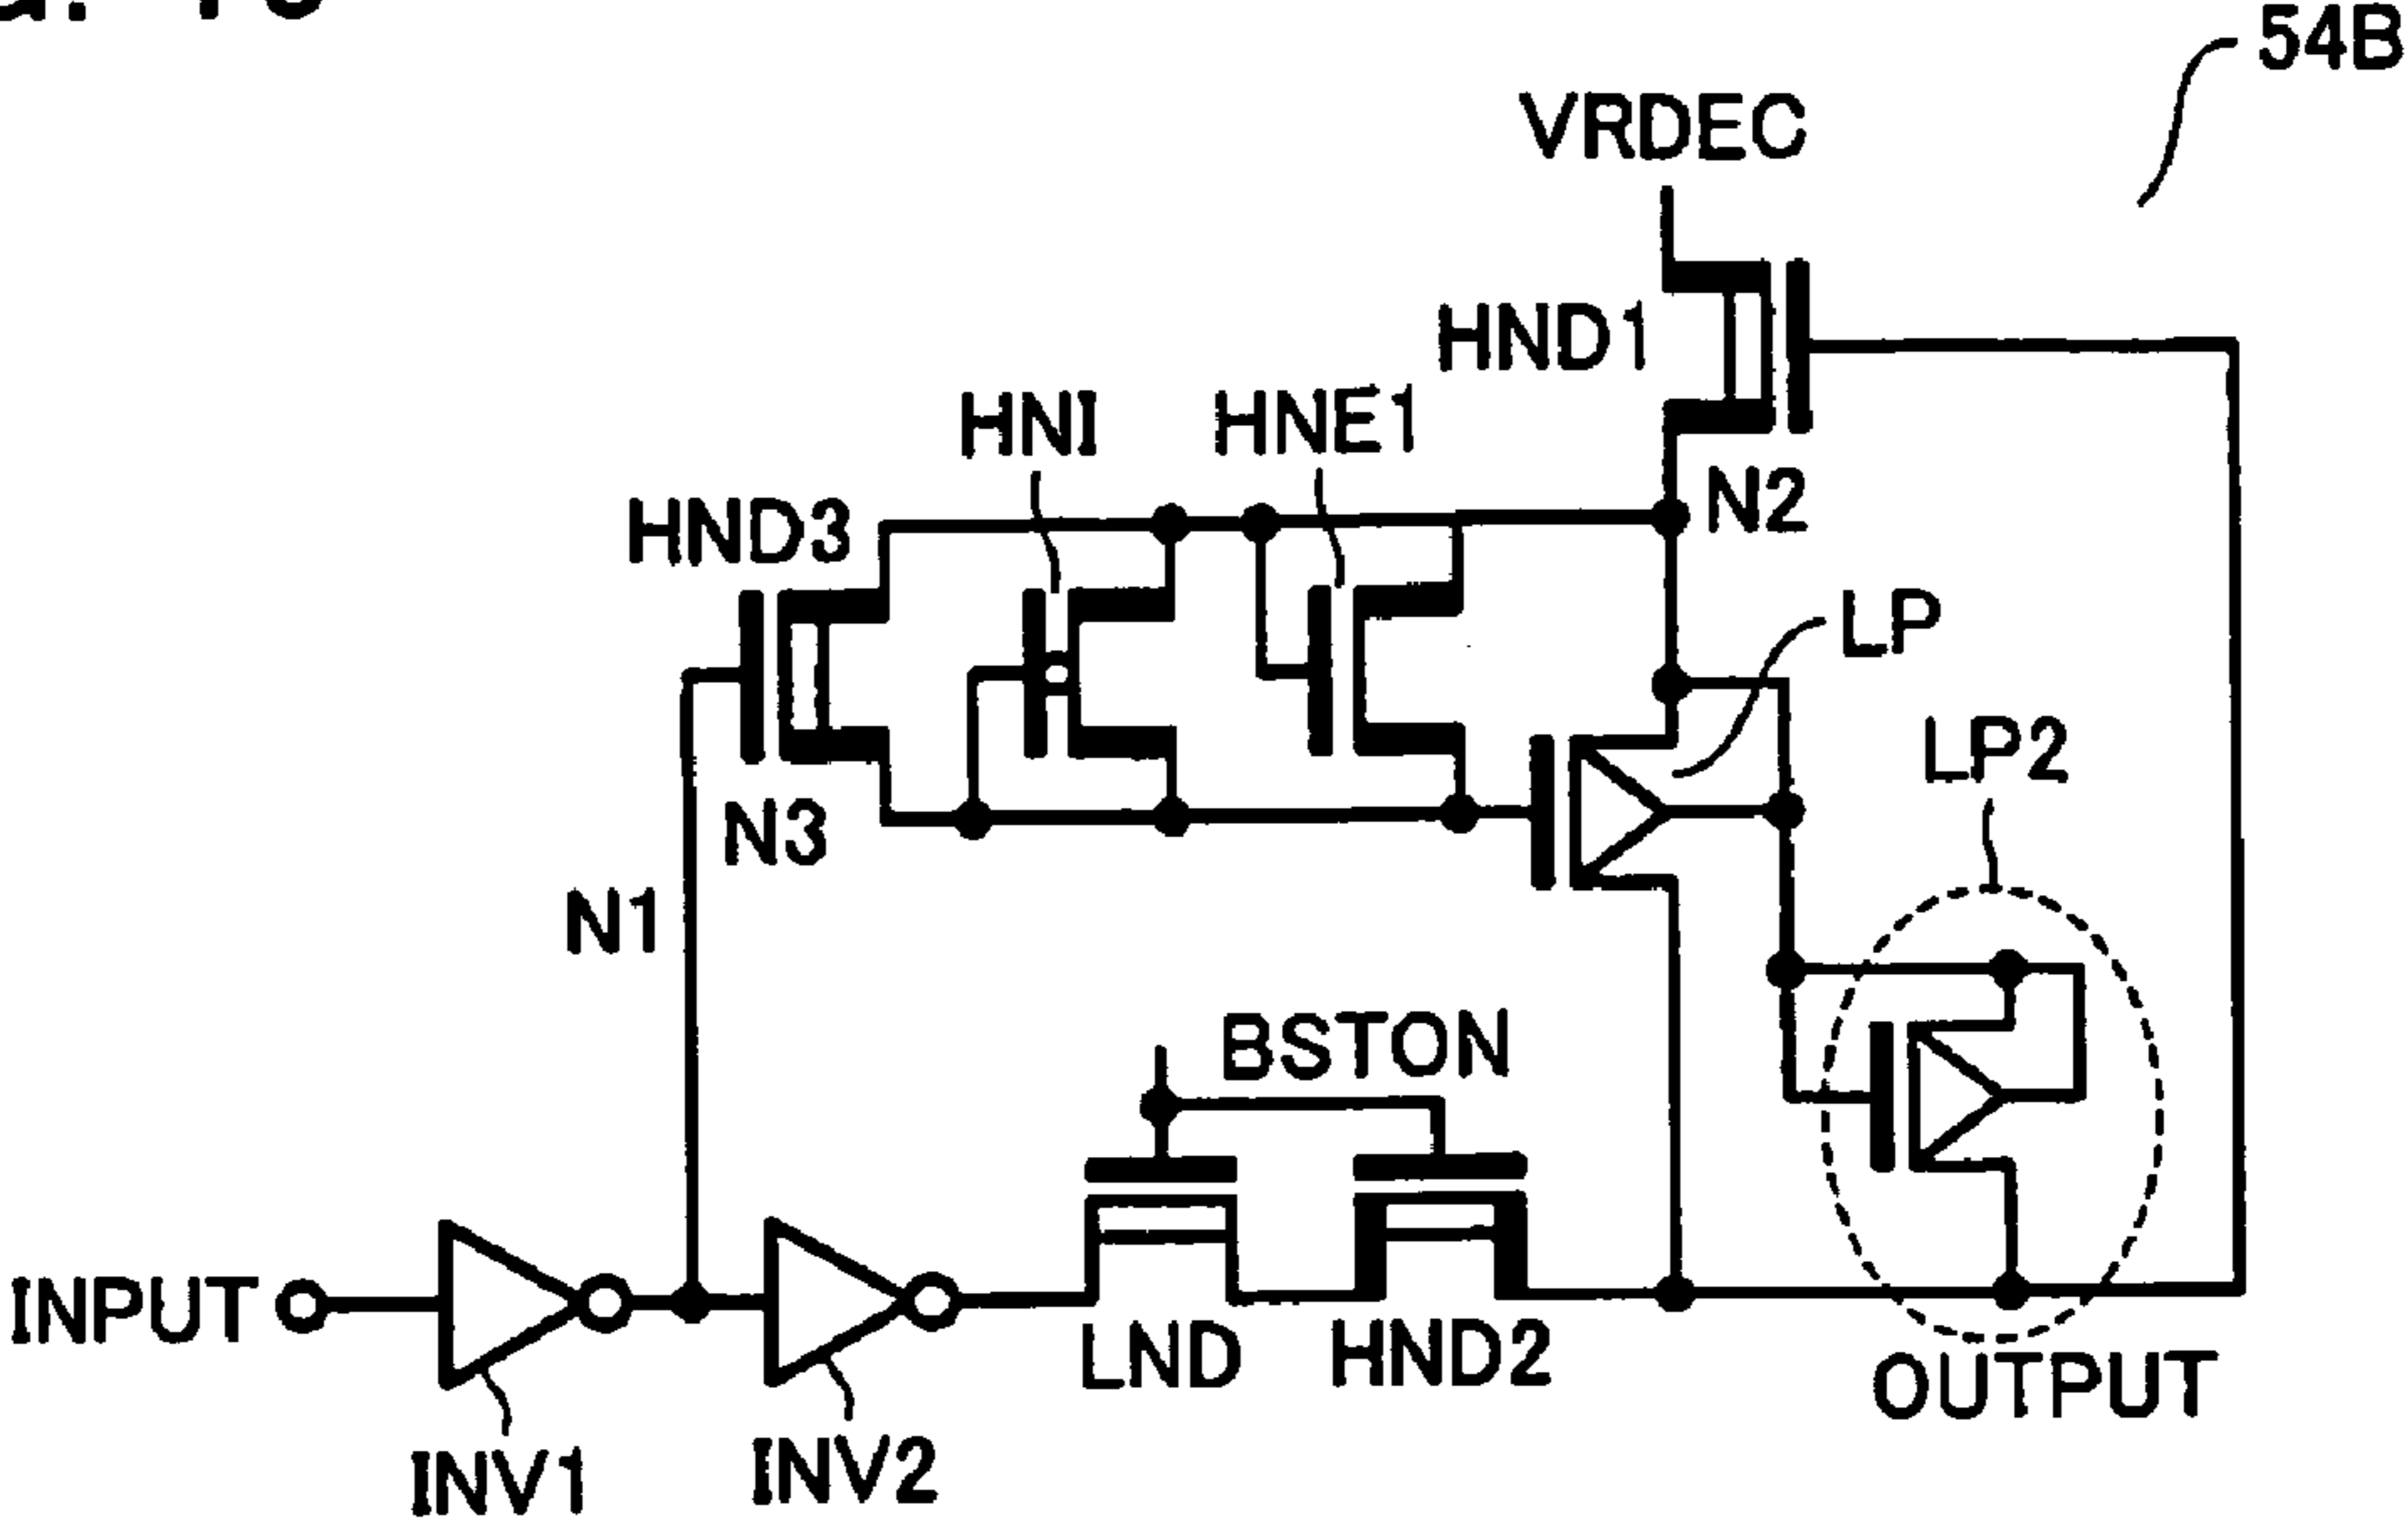 54B
VRDEC
HND1
HNI
HNE1
N2
HND3
LP
LP2
N3
N1
BSTON
INPUT
LND
HND2
OUTPUT
INV1
INV2